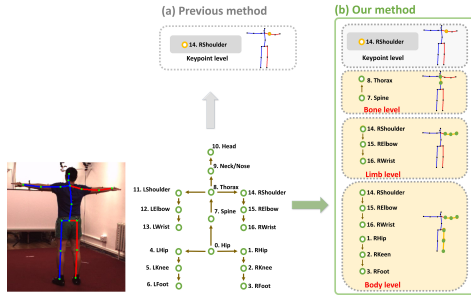 (a) Previous method
14. RShoulder
Keypoint level
10. Head
9. Neck/Nose
8. Thorax
11. LShoulder
14. RShoulder
12. LElbow
15. RElbow
7. Spine
13. LWrist
16. RWrist
0. Hip
4. LHip
1. RHip
5. LKnee
2. RKnee
6. LFoot
3. RFoot
(b) Our method
14. RShoulder
Keypoint level
8. Thorax
7. Spine
Bone level
14. RShoulder
15. RElbow
16. RWrist
Limb level
14. RShoulder
15. RElbow
16. RWrist
1. RHip
2. RKeen
3. RFoot
Body level